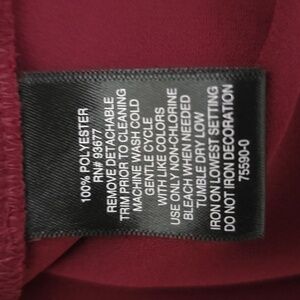 100% POLYESTER
RN# 93677
REMOVE DETACHABLE
TRIM PRIOR TO CLEANING
MACHINE WASH COLD
GENTLE CYCLE
WITH LIKE COLORS
USE ONLY NON-CHLORINE
BLEACH WHEN NEEDED
TUMBLE DRY LOW
IRON ON LOWEST SETTING
DO NOT IRON DECORATION
75590-0